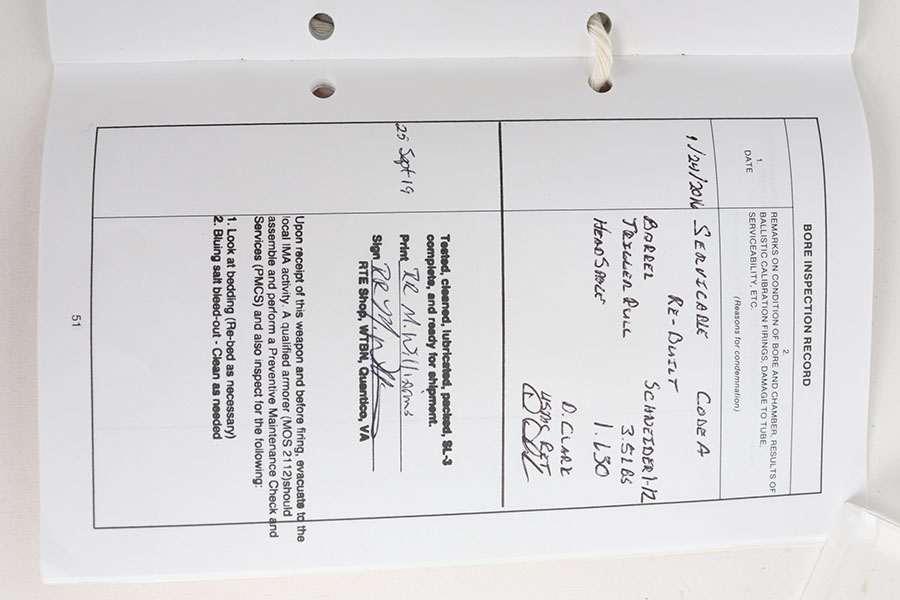 BORE INSPECTION RECORD
1.
DATE
2.
REMARKS ON CONDITION OF BORE AND CHAMBER, RESULTS OF
BALLISTIC CALIBRATION FIRINGS, DAMAGE TO TUBE,
SERVICEABILITY, ETC.
(Reasons for condemnation)
1/24/2016 SERVICABLE CODE A
RE-BUILT
BARREL SCHNEIDER 1-12
TRIGGER PULL 3.5 LBS
HEADSPACE 1.630
D. CLARK
USMC RET
25 Sept 19
Tested, cleaned, lubricated, packed, SL-3
complete, and ready for shipment.
Print RR M. Williams
Sign
RTE Shop, WTBN, Quantico, VA
Upon receipt of this weapon and before firing, evacuate to the
local IMA activity. A qualified armorer (MOS 2112)should
assemble and perform a Preventive Maintenance Check and
Services (PMCS) and also inspect for the following:
1. Look at bedding (Re-bed as necessary)
2. Bluing salt bleed-out - Clean as needed
51